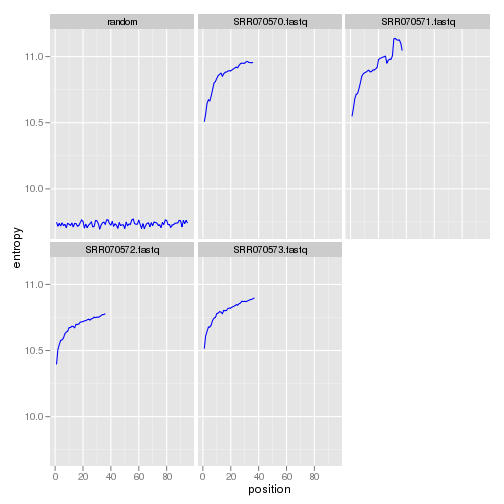 random
SRR070570.fastq
SRR070571.fastq
11.0
10.5
10.0
SRR070572.fastq
SRR070573.fastq
11.0
10.5
10.0
entropy
0 20 40 60 80
0 20 40 60 80
position